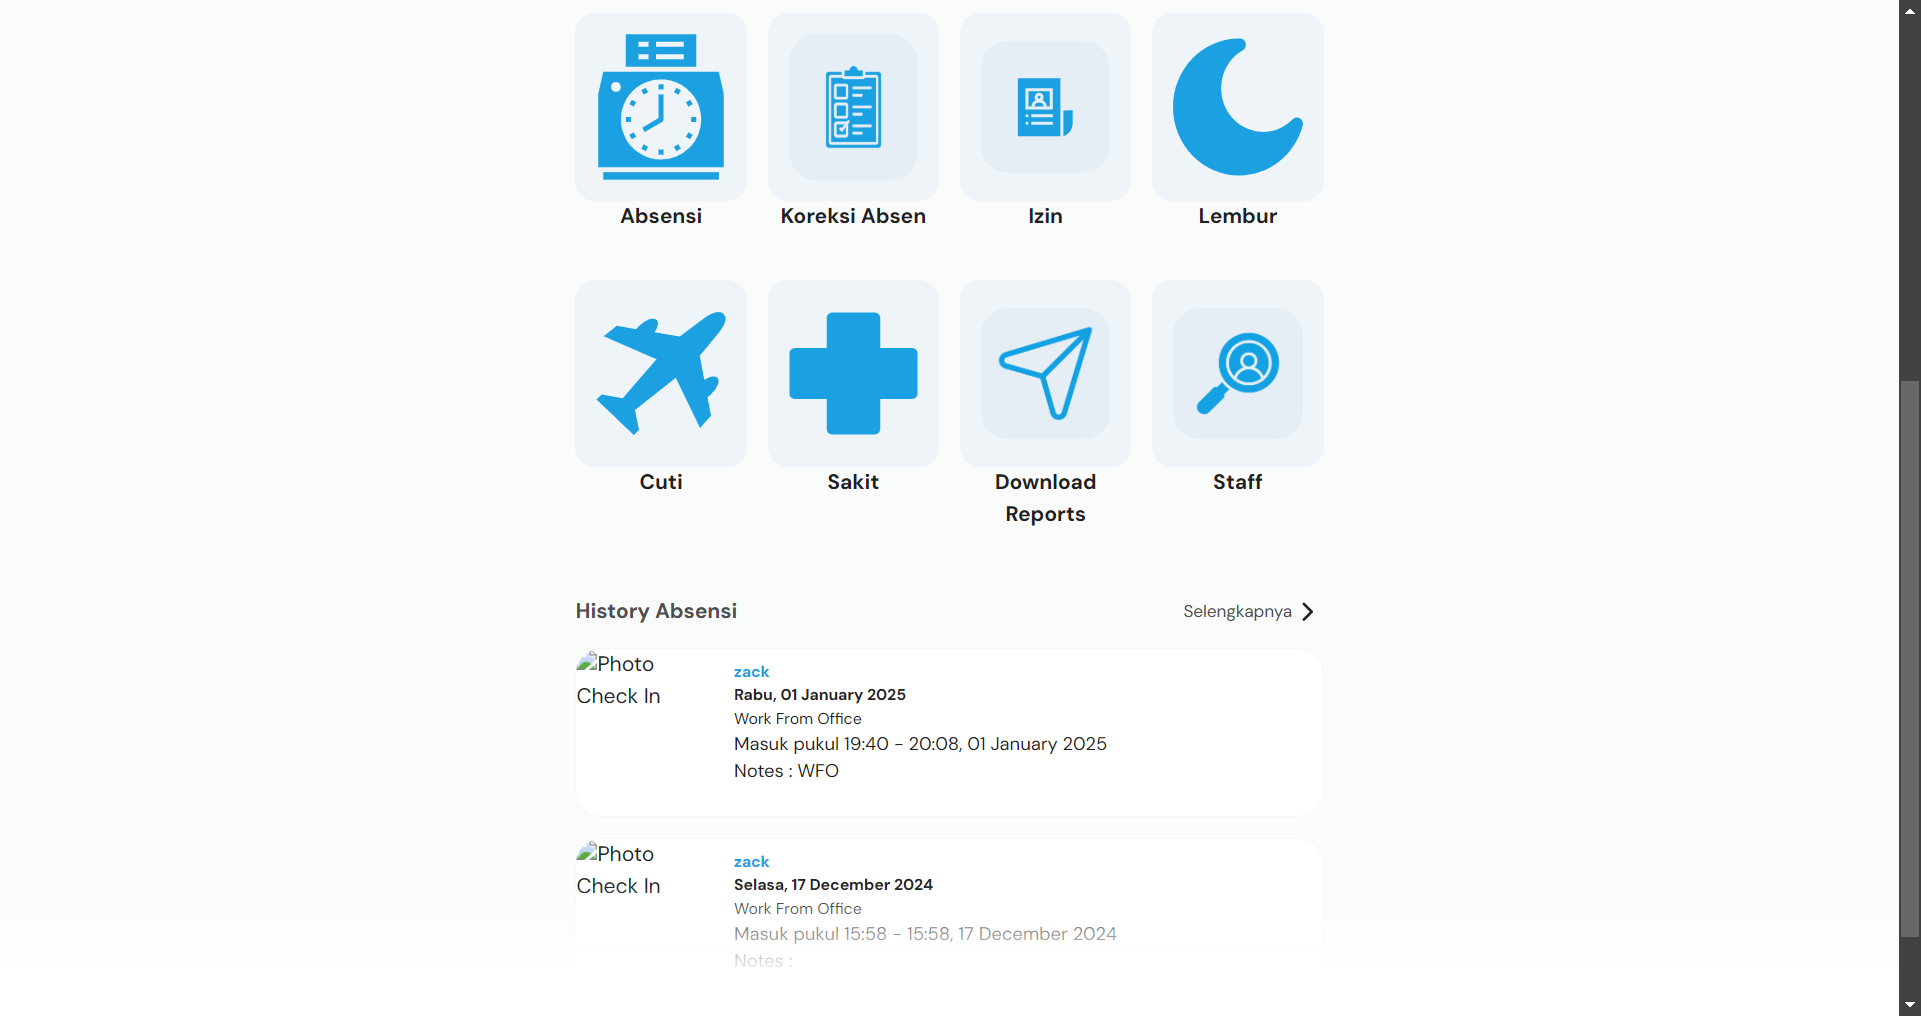 Absensi
Koreksi Absen
Izin
Lembur
Cuti
Sakit
Download
Reports
Staff
History Absensi
Selengkapnya
Photo
Check In
zack
Rabu, 01 January 2025
Work From Office
Masuk pukul 19:40 - 20:08, 01 January 2025
Notes : WFO
Photo
Check In
zack
Selasa, 17 December 2024
Work From Office
Masuk pukul 15:58 - 15:58, 17 December 2024
Notes :